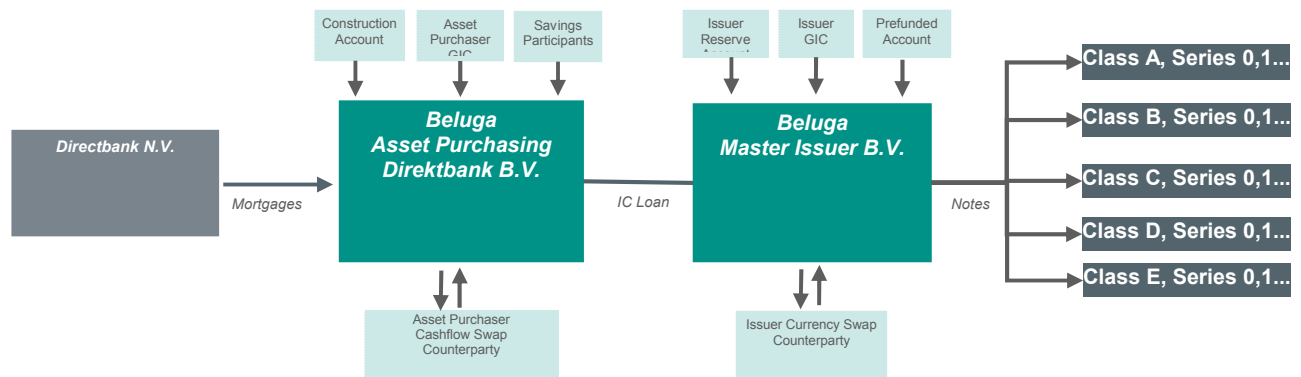 Construction
Account
Asset
Purchaser
GIC
Savings
Participants
Issuer
Reserve
Account
Issuer
GIC
Prefunded
Account
Directbank N.V.
Mortgages
Beluga
Asset Purchasing
Direktbank B.V.
IC Loan
Beluga
Master Issuer B.V.
Notes
Class A, Series 0,1...
Class B, Series 0,1...
Class C, Series 0,1...
Class D, Series 0,1...
Class E, Series 0,1...
Asset Purchaser
Cashflow Swap
Counterparty
Issuer Currency Swap
Counterparty